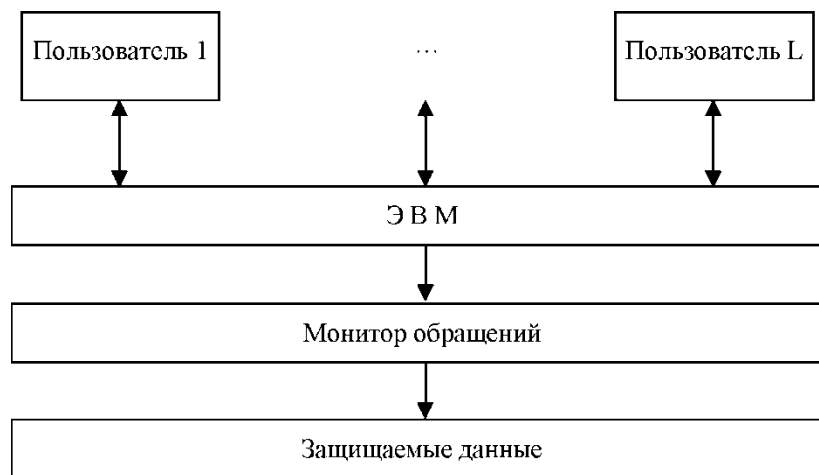 Пользователь 1
...
Пользователь L
Э В М
Монитор обращений
Защищаемые данные